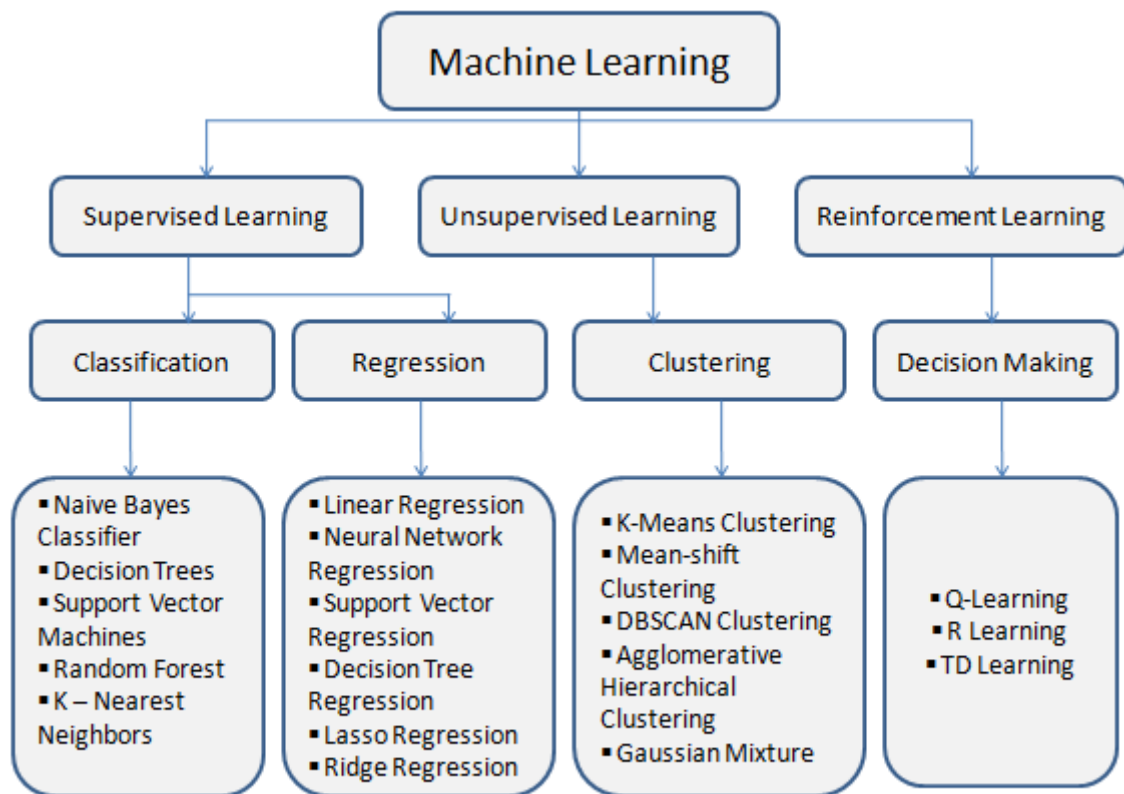 Machine Learning
Supervised Learning
Unsupervised Learning
Reinforcement Learning
Classification
Regression
Clustering
Decision Making
▪ Naive Bayes
Classifier
▪ Decision Trees
▪ Support Vector
Machines
▪ Random Forest
▪ K – Nearest
Neighbors
▪ Linear Regression
▪ Neural Network
Regression
▪ Support Vector
Regression
▪ Decision Tree
Regression
▪ Lasso Regression
▪ Ridge Regression
▪ K-Means Clustering
▪ Mean-shift
Clustering
▪ DBSCAN Clustering
▪ Agglomerative
Hierarchical
Clustering
▪ Gaussian Mixture
▪ Q-Learning
▪ R Learning
▪ TD Learning